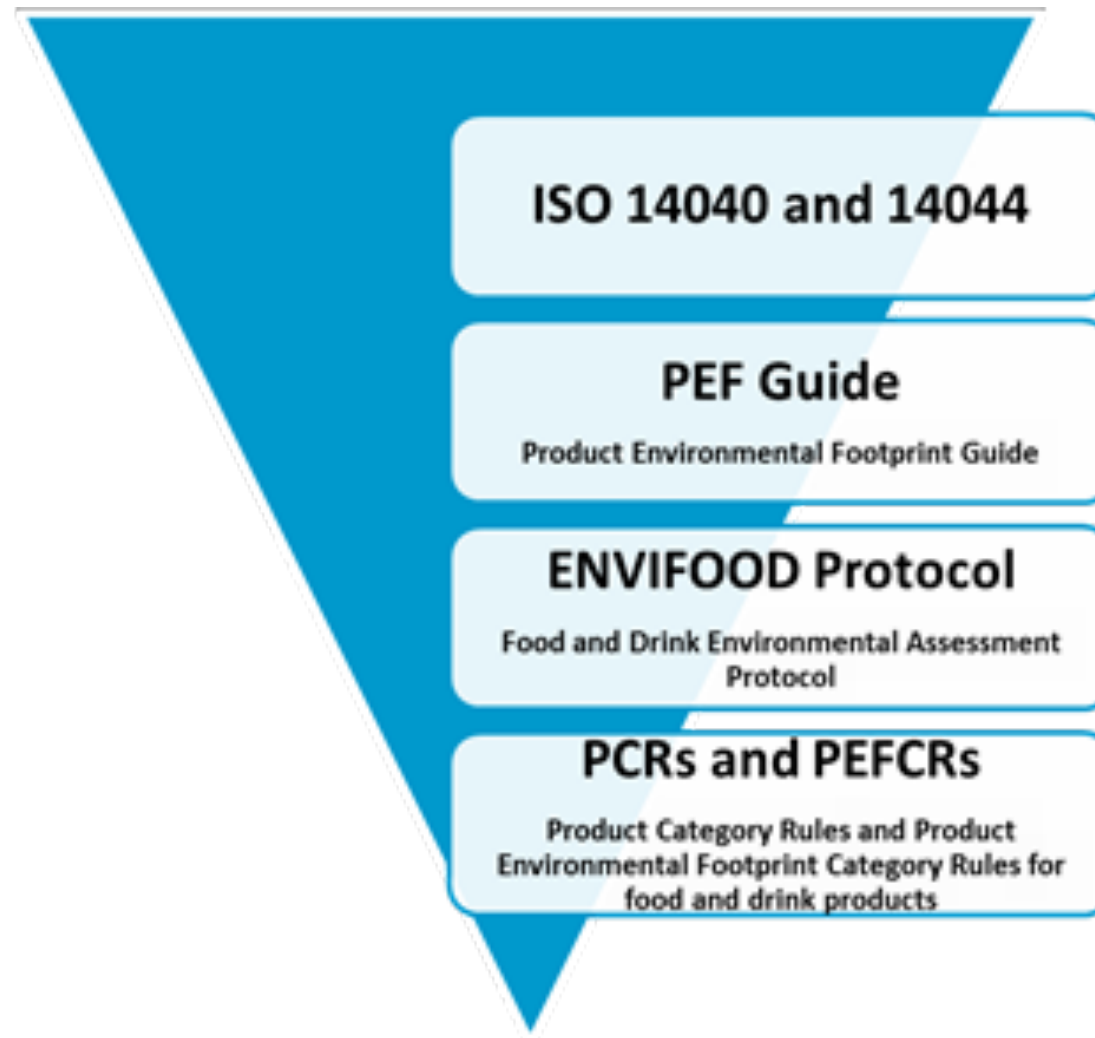 ISO 14040 and 14044
PEF Guide
Product Environmental Footprint Guide
ENVIFOOD Protocol
Food and Drink Environmental Assessment
Protocol
PCRs and PEFCRs
Product Category Rules and Product
Environmental Footprint Category Rules for
food and drink products